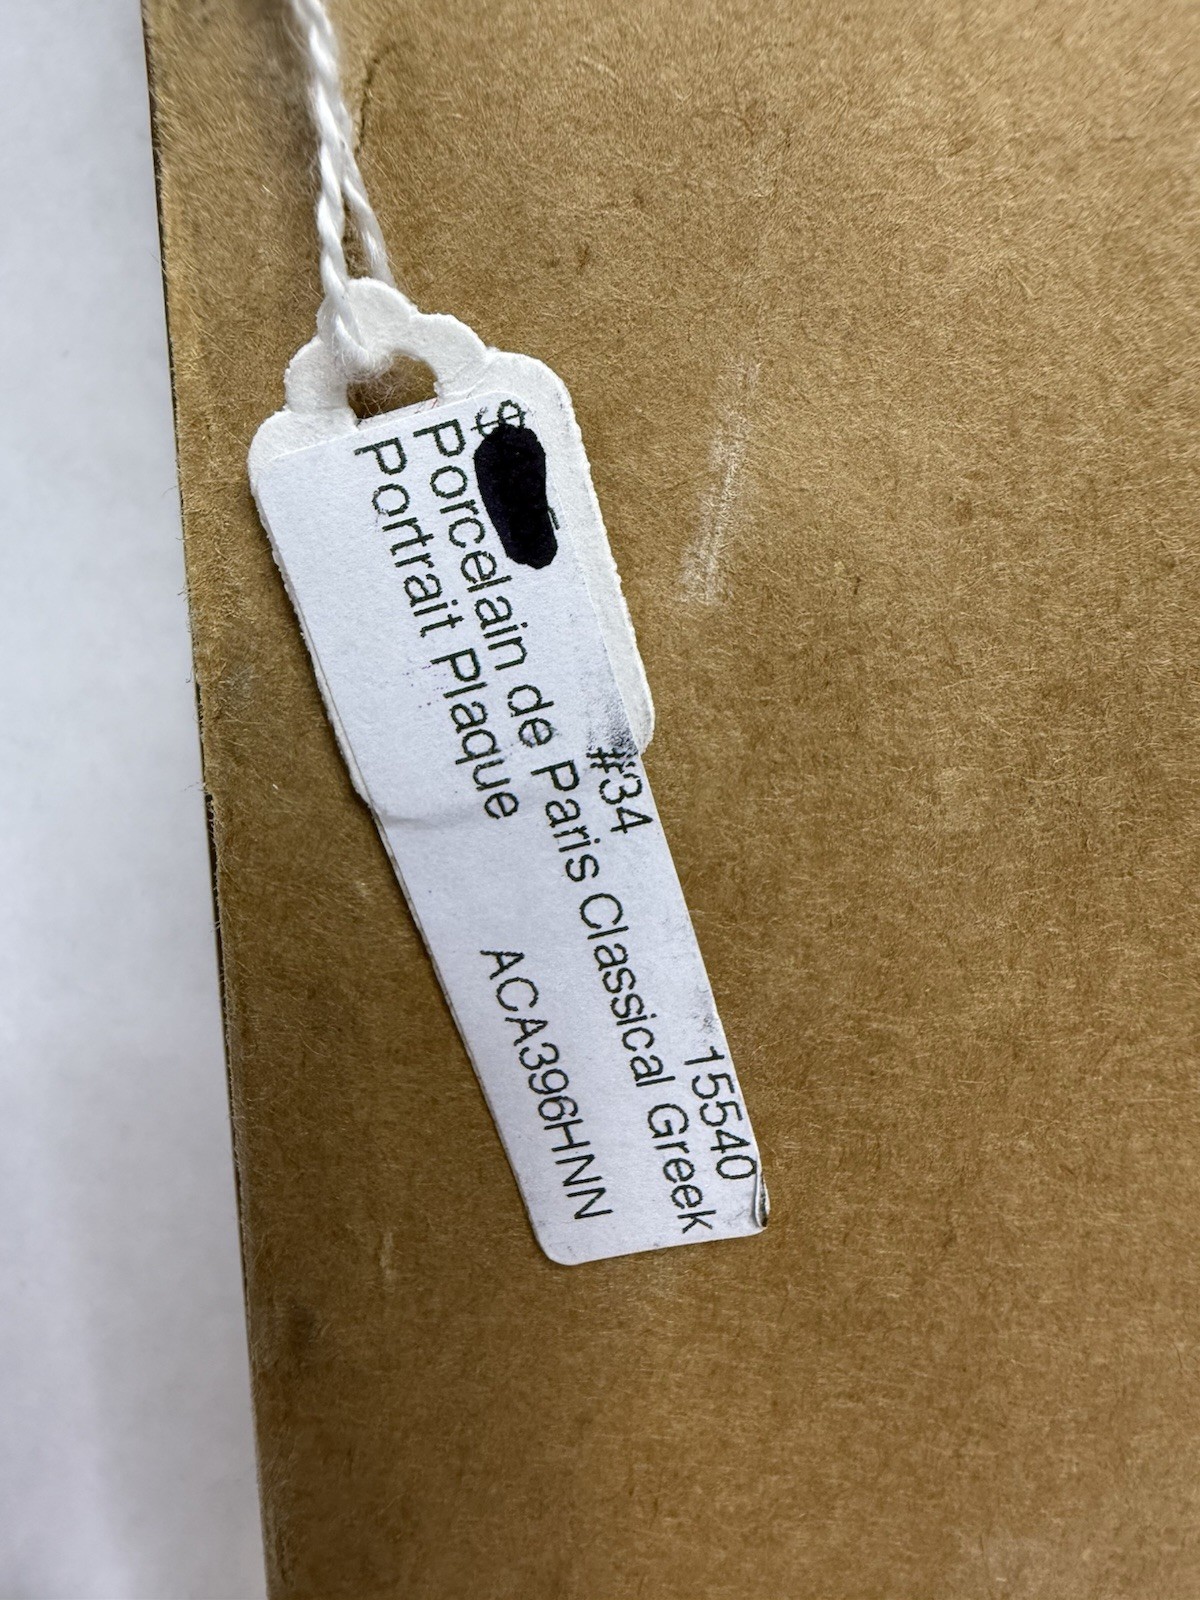 $ #34 15540
Porcelain de Paris Classical Greek
Portrait Plaque ACA396HNN